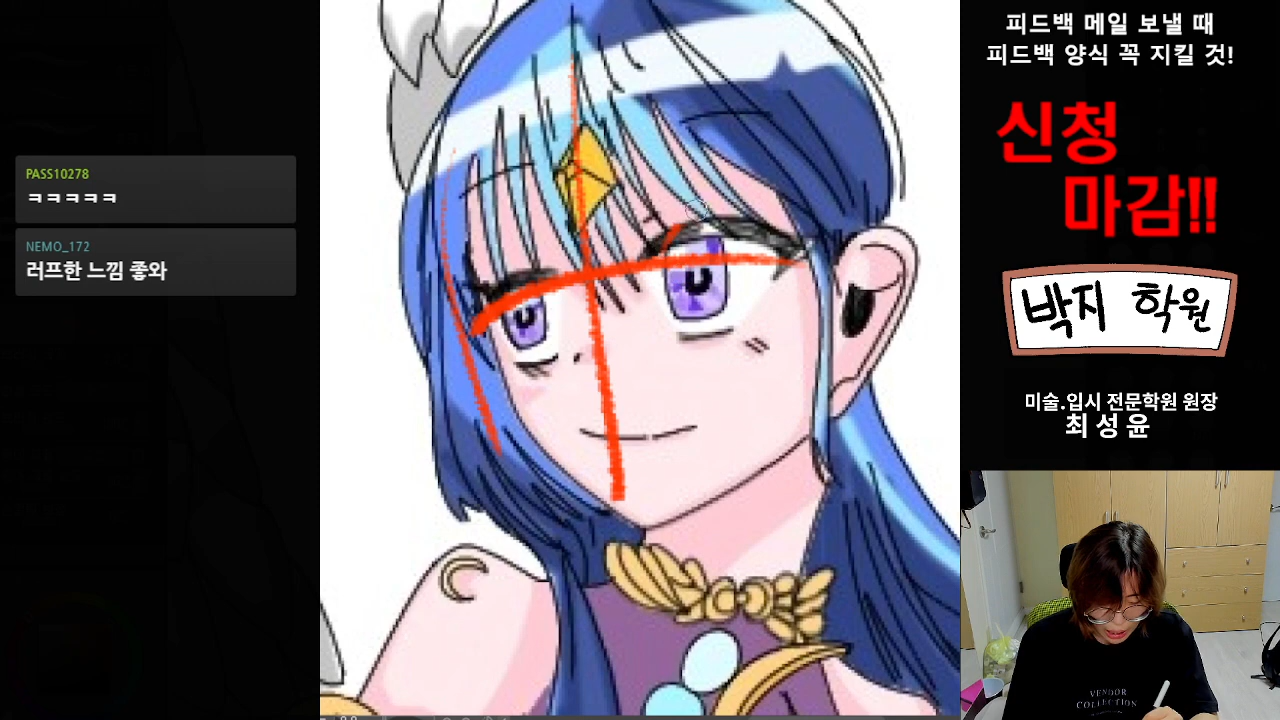 피드백 메일 보낼 때
피드백 양식 꼭 지킬 것!
신청
마감!!
PASS10278
ㅋㅋㅋㅋㅋ
NEMO_172
러프한 느낌 좋와
박지 학원
미술.입시 전문학원 원장
최성윤
VENDOR
COLLECTION